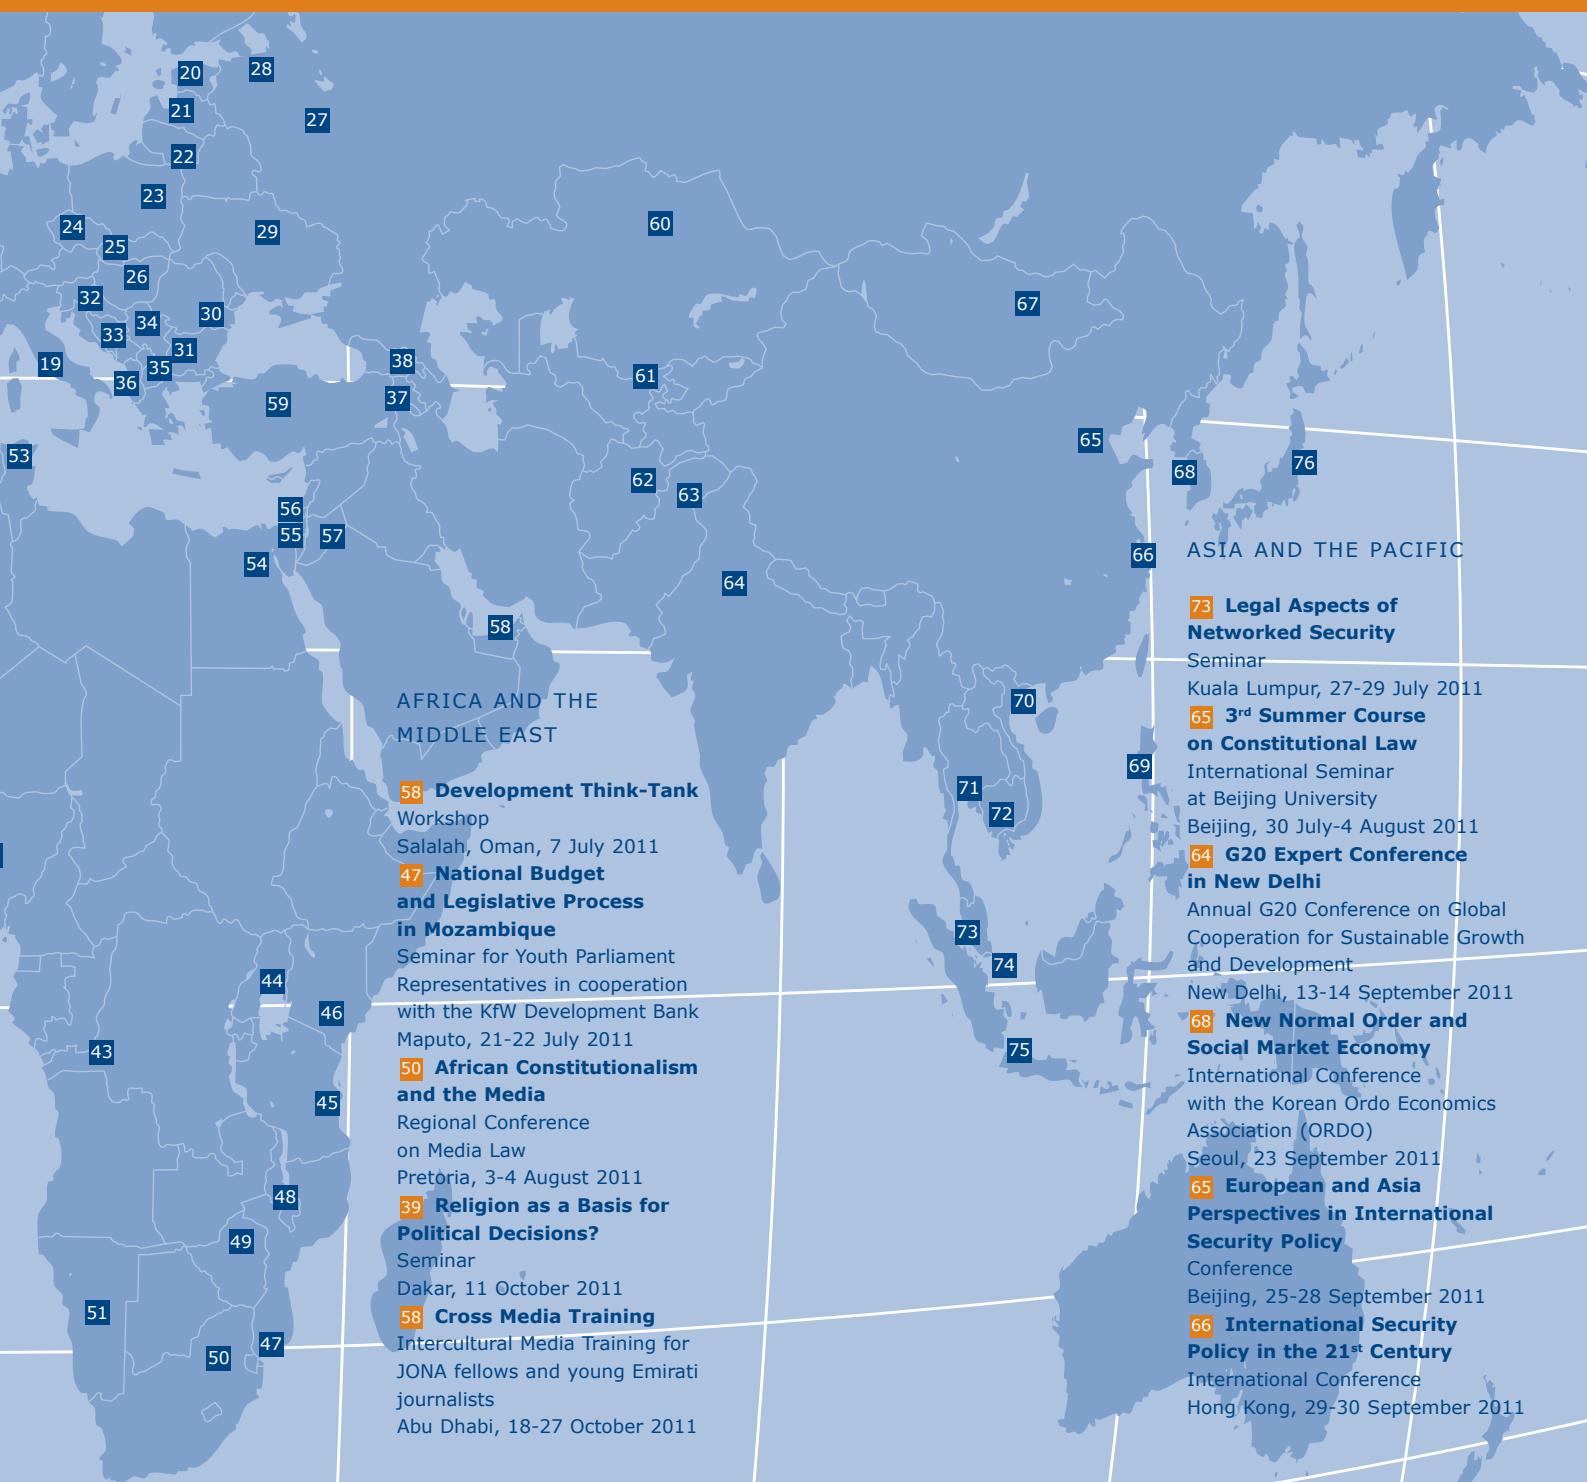 20
28
21
27
22
23
24
29
60
25
26
32
30
67
34
33
31
19
38
35
61
36
37
59
65
53
76
68
62
63
56
55
57
66
54
64
58
70
69
71
72
73
74
44
46
75
43
45
48
49
51
47
50
AFRICA AND THE
MIDDLE EAST
58 Development Think-Tank
Workshop
Salalah, Oman, 7 July 2011
47 National Budget
and Legislative Process
in Mozambique
Seminar for Youth Parliament
Representatives in cooperation
with the KfW Development Bank
Maputo, 21-22 July 2011
50 African Constitutionalism
and the Media
Regional Conference
on Media Law
Pretoria, 3-4 August 2011
39 Religion as a Basis for
Political Decisions?
Seminar
Dakar, 11 October 2011
58 Cross Media Training
Intercultural Media Training for
JONA fellows and young Emirati
journalists
Abu Dhabi, 18-27 October 2011
ASIA AND THE PACIFIC
73 Legal Aspects of
Networked Security
Seminar
Kuala Lumpur, 27-29 July 2011
65 3rd Summer Course
on Constitutional Law
International Seminar
at Beijing University
Beijing, 30 July-4 August 2011
64 G20 Expert Conference
in New Delhi
Annual G20 Conference on Global
Cooperation for Sustainable Growth
and Development
New Delhi, 13-14 September 2011
68 New Normal Order and
Social Market Economy
International Conference
with the Korean Ordo Economics
Association (ORDO)
Seoul, 23 September 2011
65 European and Asia
Perspectives in International
Security Policy
Conference
Beijing, 25-28 September 2011
66 International Security
Policy in the 21st Century
International Conference
Hong Kong, 29-30 September 2011